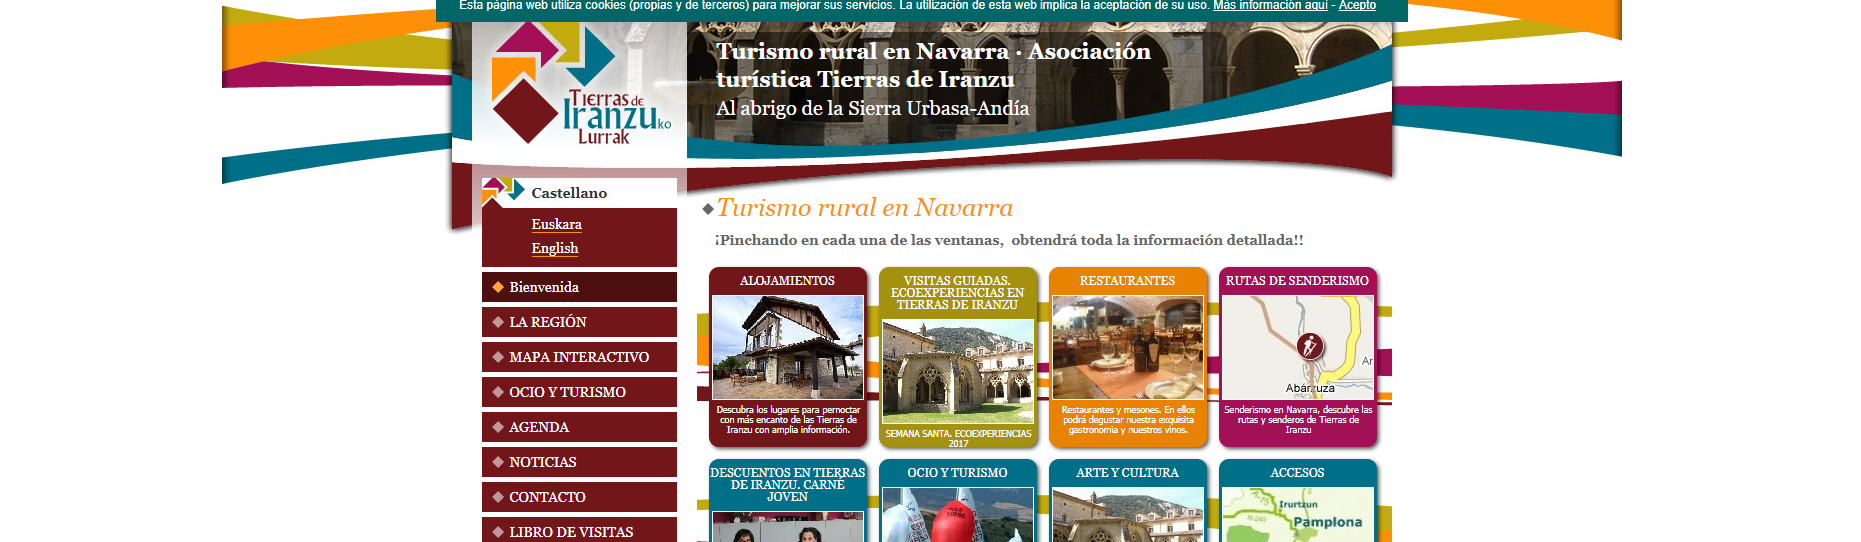 Esta página web utiliza cookies (propias y de terceros) para mejorar sus servicios. La utilización de esta web implica la aceptación de su uso. Más información aquí - Acepto
Tierras de
Iranzuko
Lurrak
Turismo rural en Navarra · Asociación
turística Tierras de Iranzu
Al abrigo de la Sierra Urbasa-Andía
Castellano
Euskara
English
Bienvenida
LA REGIÓN
MAPA INTERACTIVO
OCIO Y TURISMO
AGENDA
NOTICIAS
CONTACTO
LIBRO DE VISITAS
Turismo rural en Navarra
¡Pinchando en cada una de las ventanas, obtendrá toda la información detallada!!
ALOJAMIENTOS
Descubra los lugares para pernoctar
con más encanto de las Tierras de
Iranzu con amplia información.
VISITAS GUIADAS.
ECOEXPERIENCIAS EN
TIERRAS DE IRANZU
SEMANA SANTA. ECOEXPERIENCIAS
2017
RESTAURANTES
Restaurantes y mesones. En ellos
podrá degustar nuestra exquisita
gastronomia y nuestros vinos.
RUTAS DE SENDERISMO
Abárzuza
Ar
Senderismo en Navarra, descubre las
rutas y senderos de Tierras de
Iranzu
DESCUENTOS EN TIERRAS
DE IRANZU. CARNÉ
JOVEN
OCIO Y TURISMO
ARTE Y CULTURA
ACCESOS
Irurtzun
N-240
Pamplona